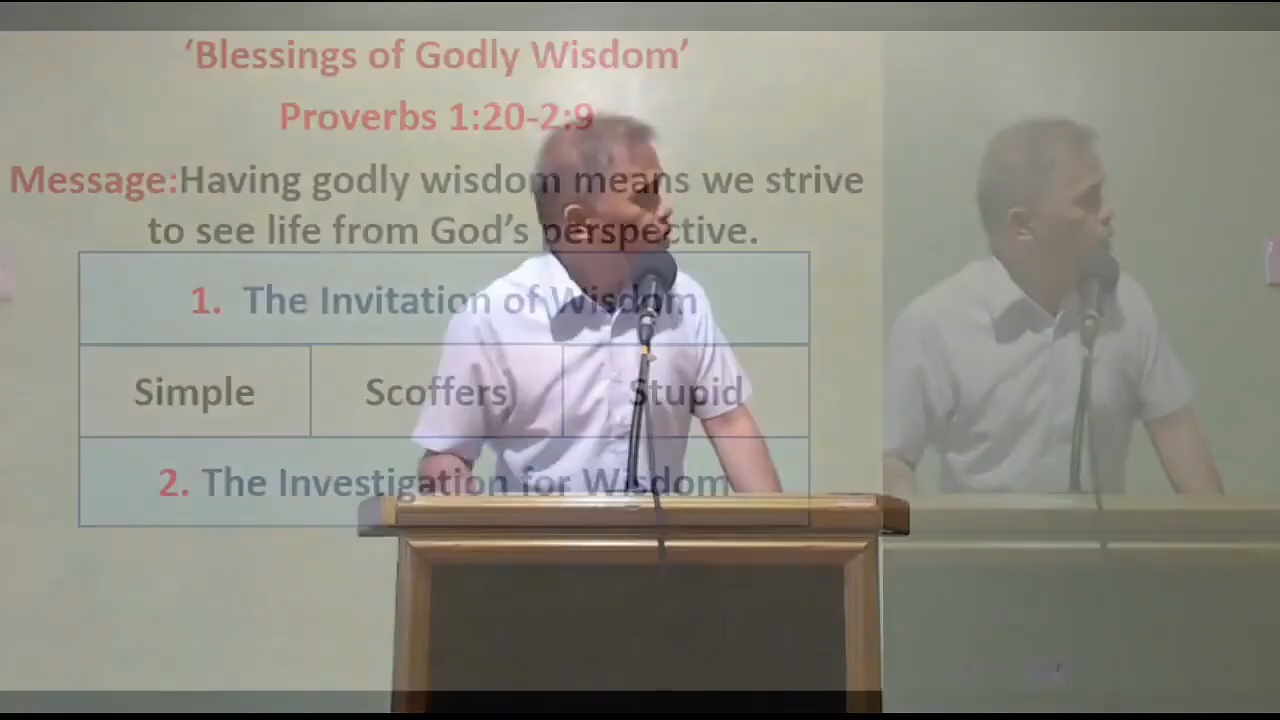 ‘Blessings of Godly Wisdom’
Proverbs 1:20-2:9
Message:Having godly wisdom means we strive
to see life from God’s perspective.
1. The Invitation of Wisdom
Simple
Scoffers
Stupid
2. The Investigation for Wisdom